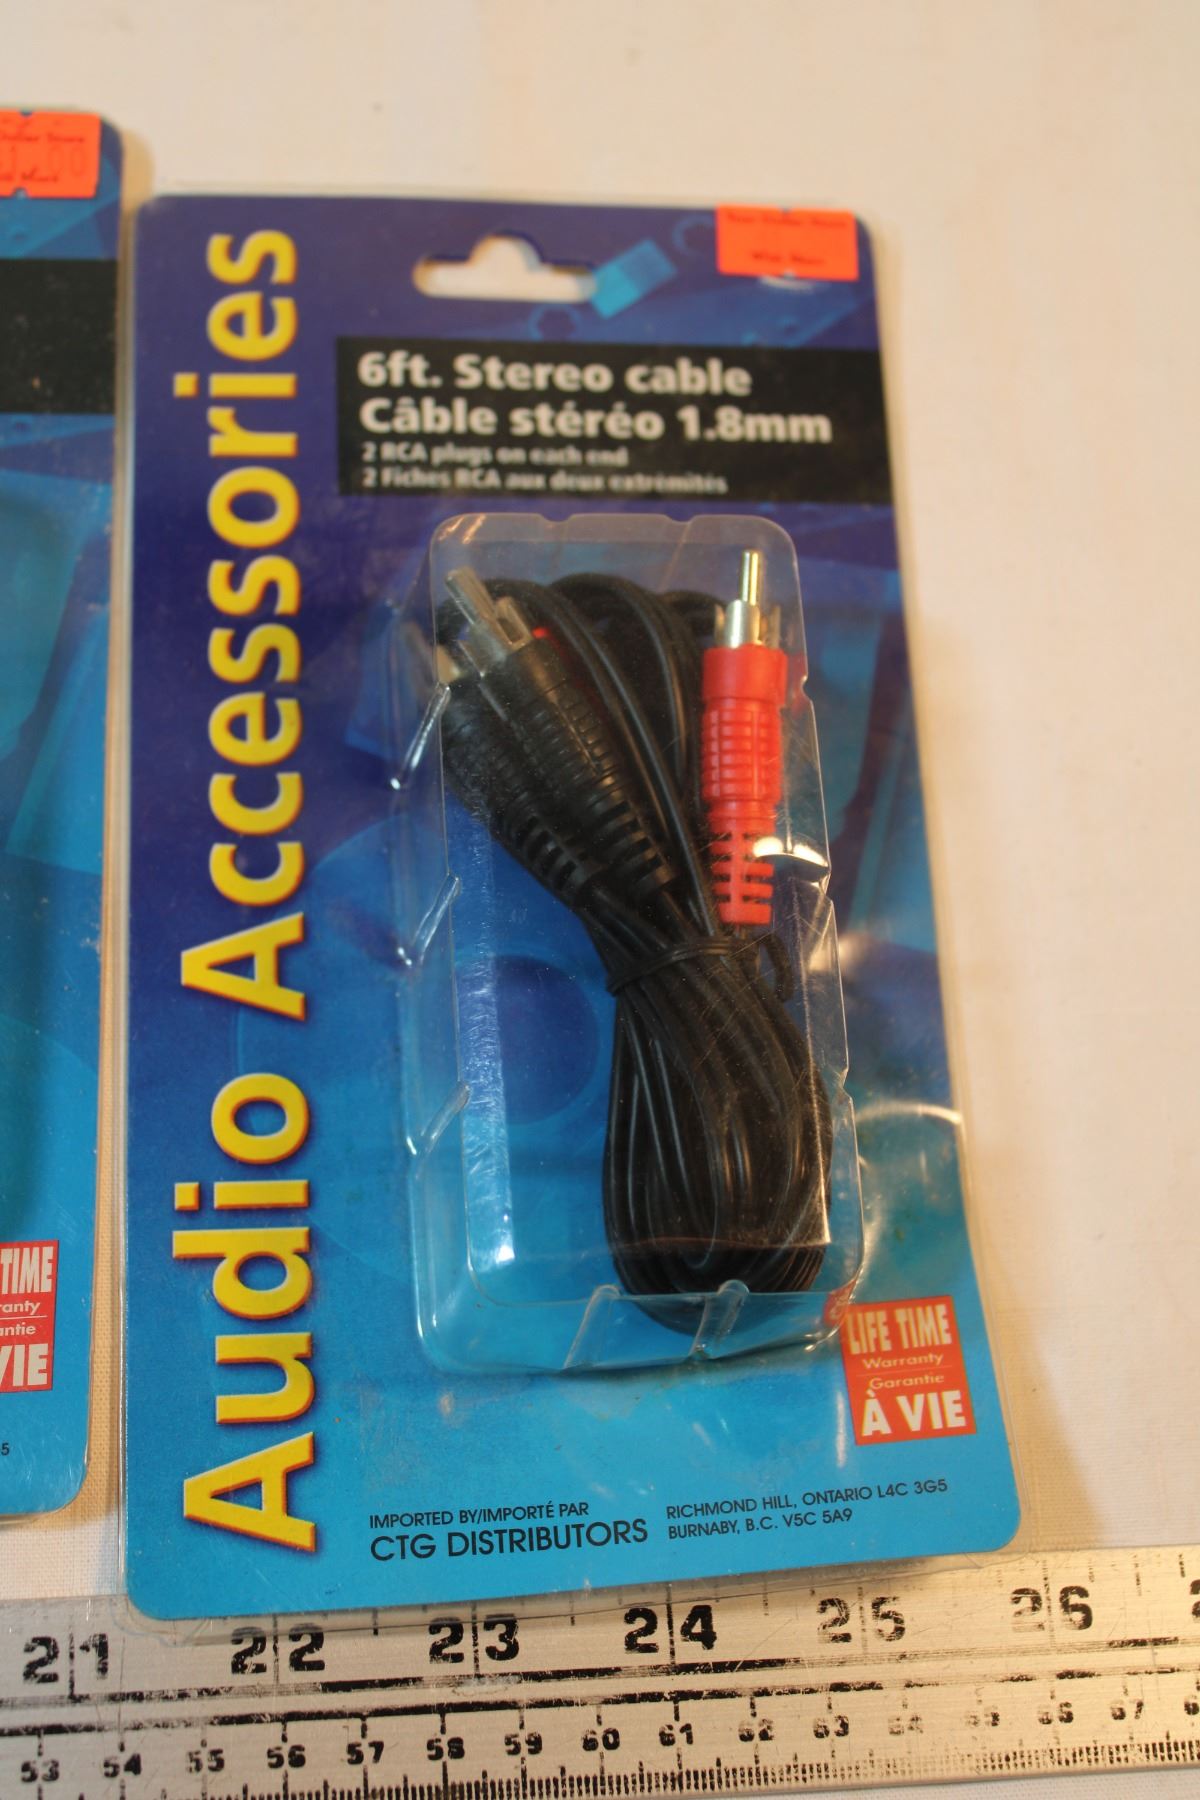 Audio Accessories
6ft. Stereo cable
Câble stéréo 1.8mm
2 RCA plugs on each end
2 Fiches RCA aux deux extrémités
LIFE TIME
Warranty
Garantie
À VIE
IMPORTED BY/IMPORTÉ PAR
CTG DISTRIBUTORS
RICHMOND HILL, ONTARIO L4C 3G5
BURNABY, B.C. V5C 5A9
TIME
VIE
5
21 22 23 24 25 26
53 54 55 56 57 58 59 60 61 62 63 64 65 66 67